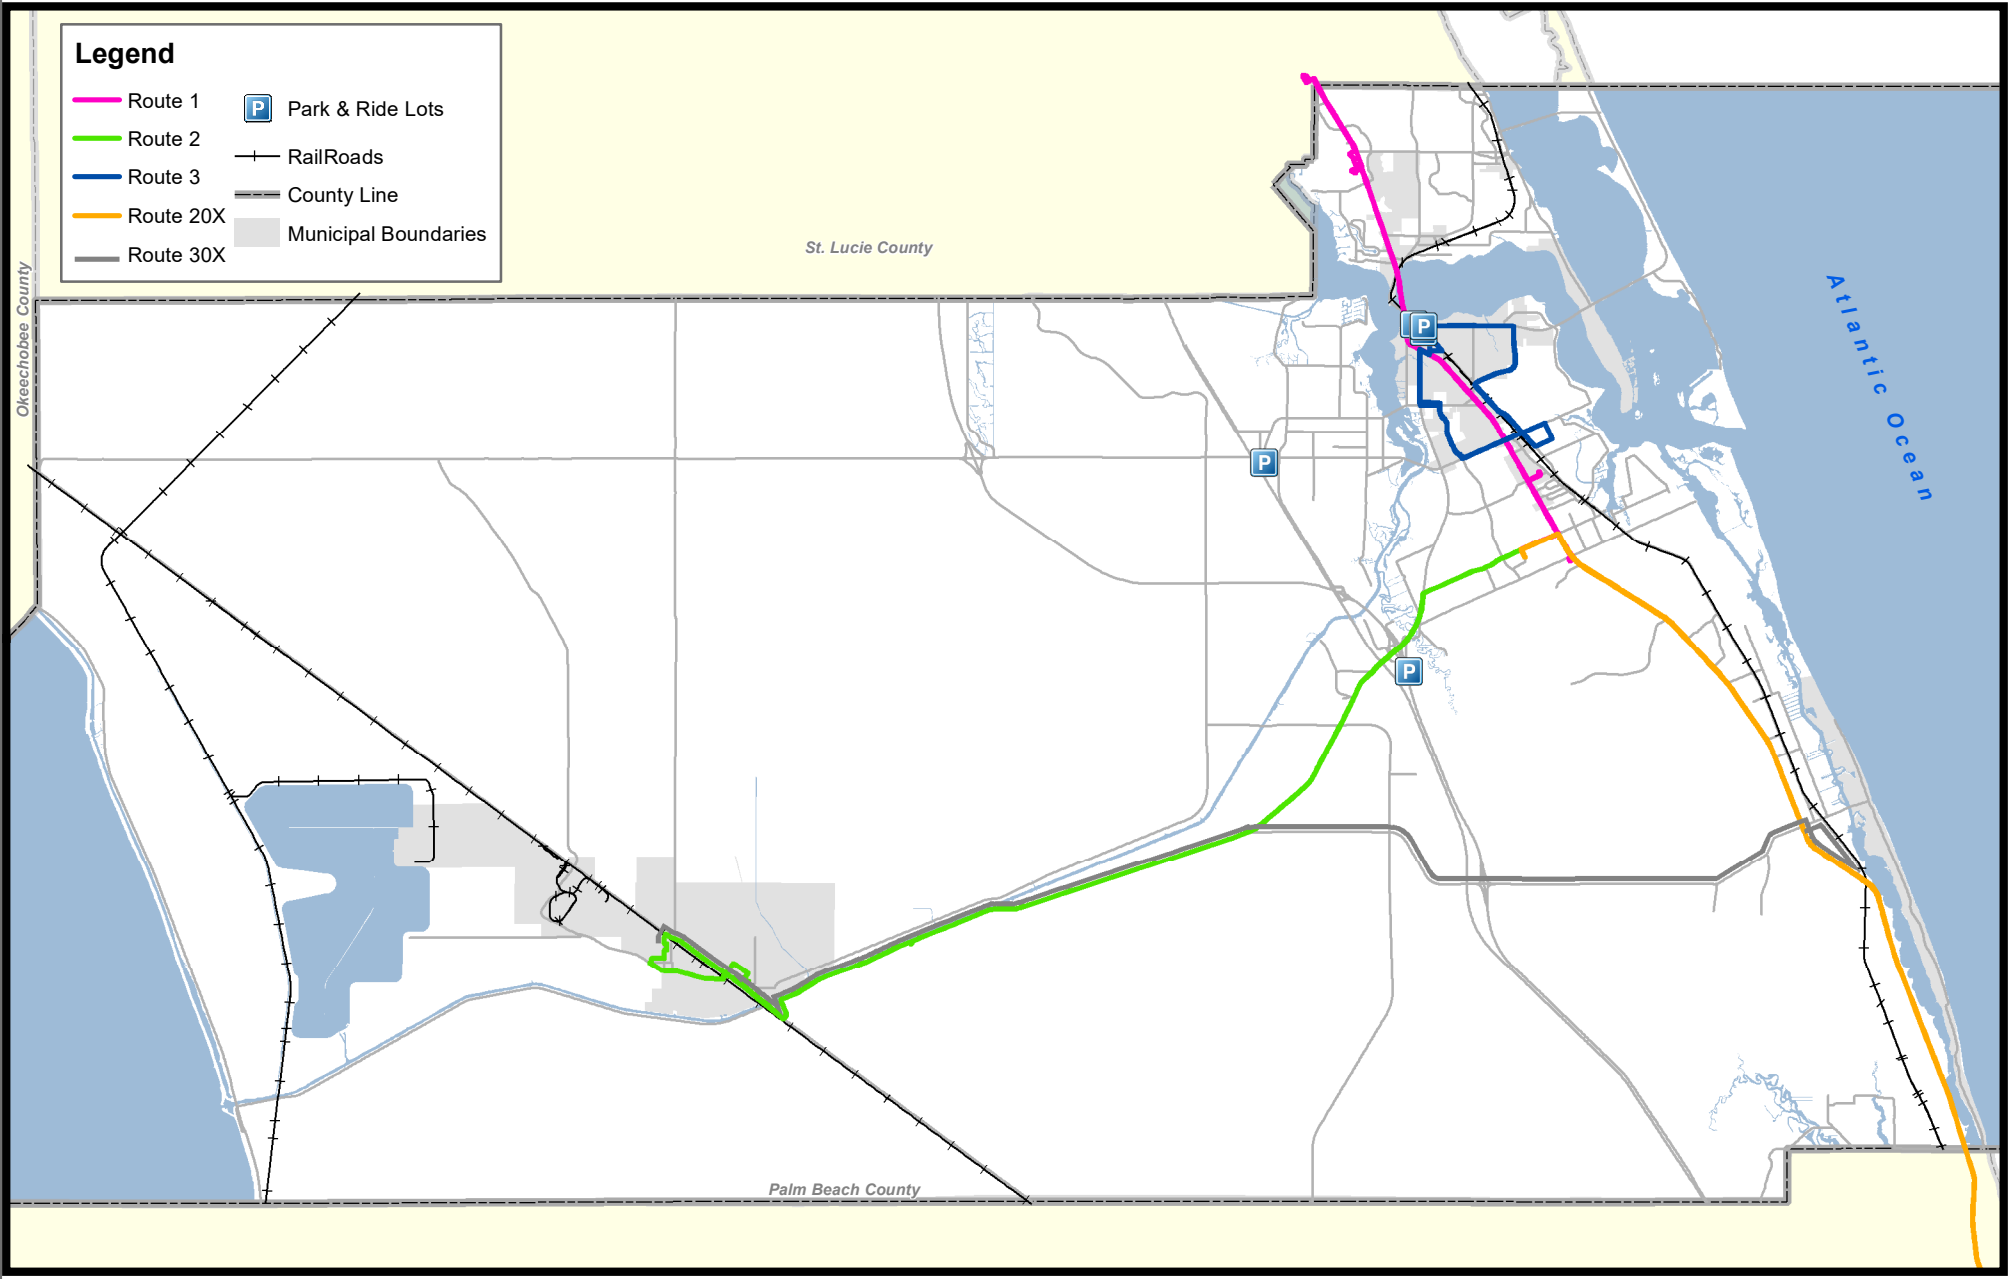 Legend
Route 1
Route 2
Route 3
Route 20X
Route 30X
P
Park & Ride Lots
RailRoads
County Line
Municipal Boundaries
St. Lucie County
Okeechobee County
Atlantic Ocean
P
P
P
Palm Beach County